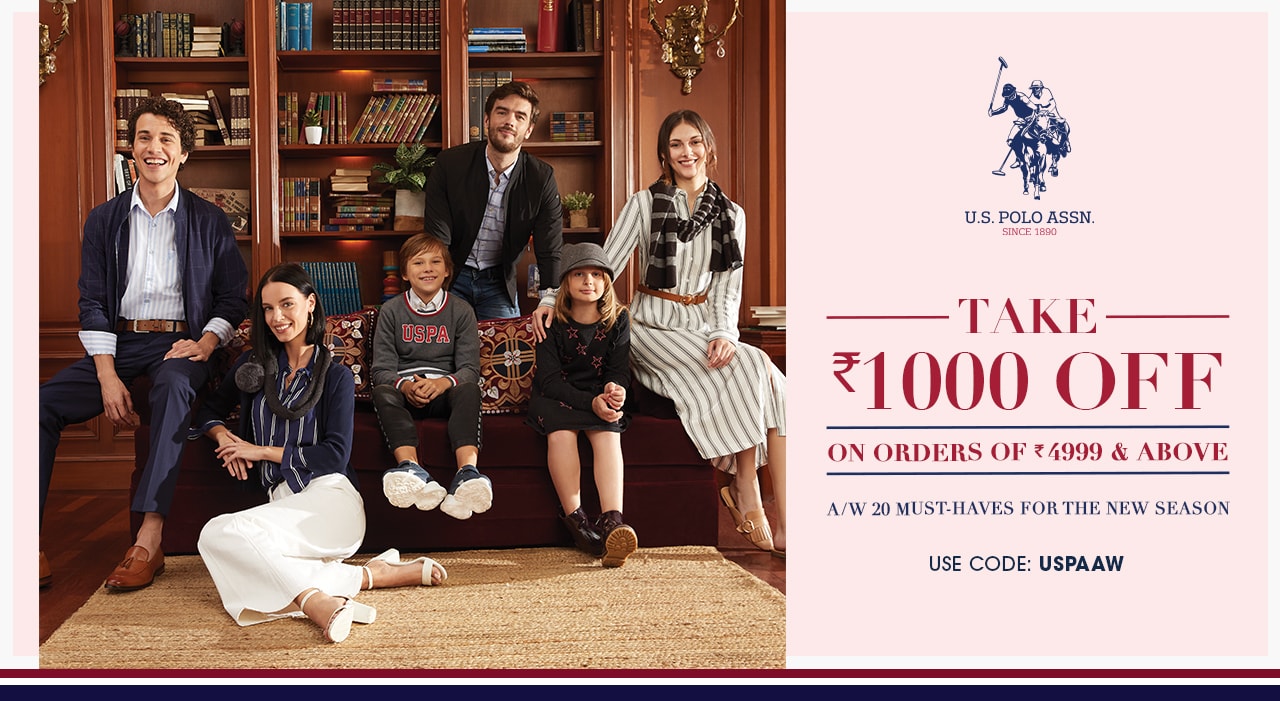 USPA
U.S. POLO ASSN.
SINCE 1890
TAKE
₹1000 OFF
ON ORDERS OF ₹4999 & ABOVE
A/W 20 MUST-HAVES FOR THE NEW SEASON
USE CODE: USPAAW